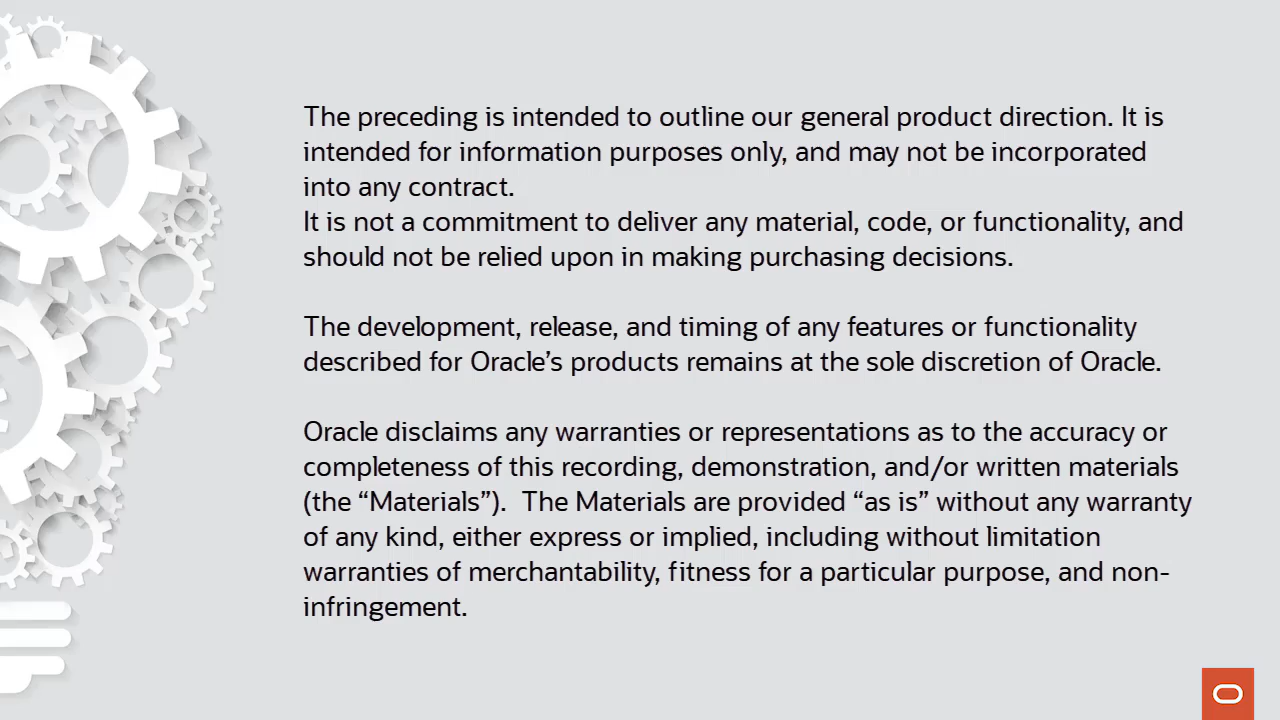 The preceding is intended to outline our general product direction. It is
intended for information purposes only, and may not be incorporated
into any contract.
It is not a commitment to deliver any material, code, or functionality, and
should not be relied upon in making purchasing decisions.
The development, release, and timing of any features or functionality
described for Oracle’s products remains at the sole discretion of Oracle.
Oracle disclaims any warranties or representations as to the accuracy or
completeness of this recording, demonstration, and/or written materials
(the “Materials”).  The Materials are provided “as is” without any warranty
of any kind, either express or implied, including without limitation
warranties of merchantability, fitness for a particular purpose, and non-
infringement.